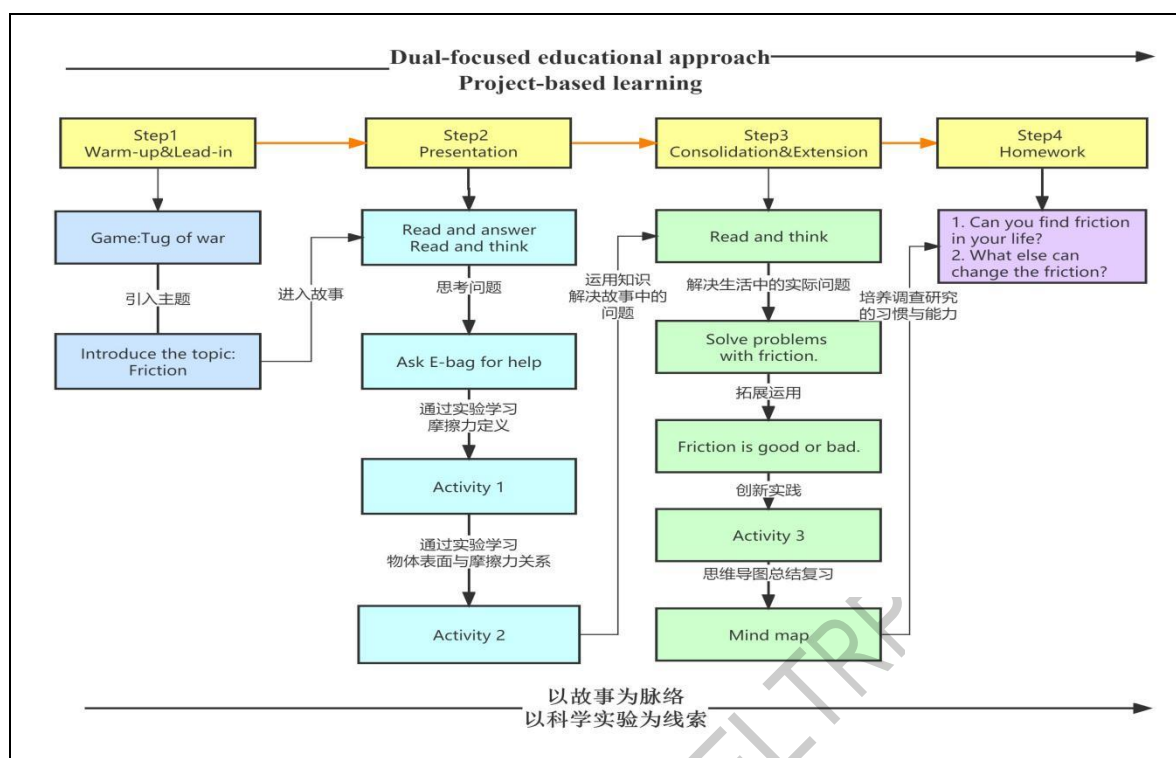 Dual-focused educational approach
Project-based learning
Step1
Warm-up&Lead-in
Step2
Presentation
Step3
Consolidation&Extension
Step4
Homework
Game:Tug of war
引入主题
Introduce the topic:
Friction
进入故事
Read and answer
Read and think
思考问题
Ask E-bag for help
通过实验学习
摩擦力定义
Activity 1
通过实验学习
物体表面与摩擦力关系
Activity 2
运用知识
解决故事中的
问题
Read and think
解决生活中的实际问题
Solve problems
with friction.
拓展运用
Friction is good or bad.
创新实践
Activity 3
思维导图总结复习
Mind map
培养调查研究
的习惯与能力
1. Can you find friction
in your life?
2. What else can
change the friction?
以故事为脉络
以科学实验为线索